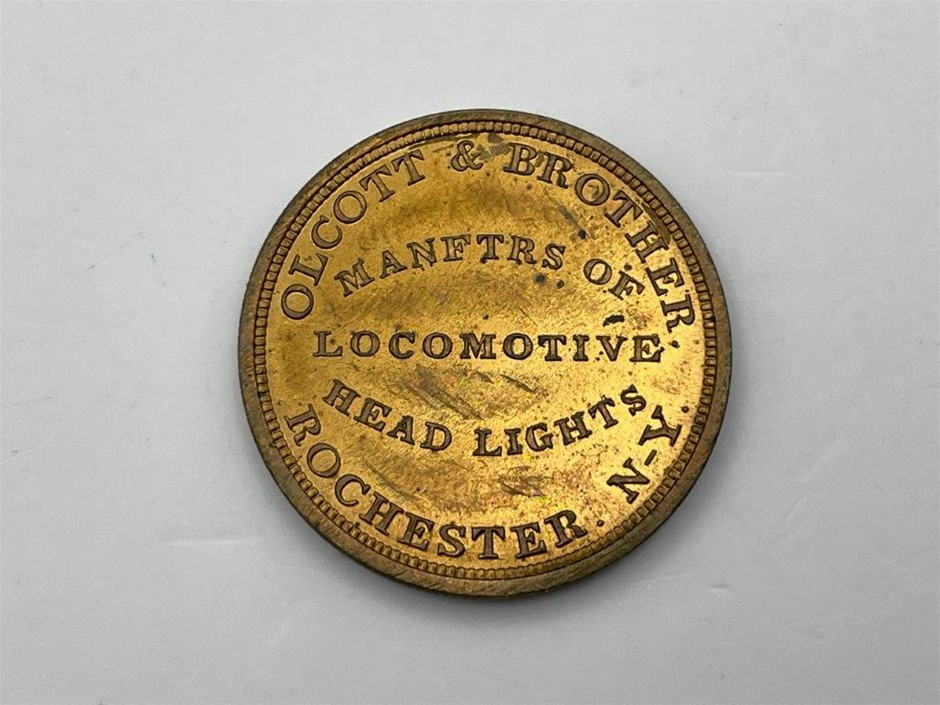 OLCOTT & BROTHER
MANFTRS OF
LOCOMOTIVE
HEAD LIGHTS
ROCHESTER. N-Y.